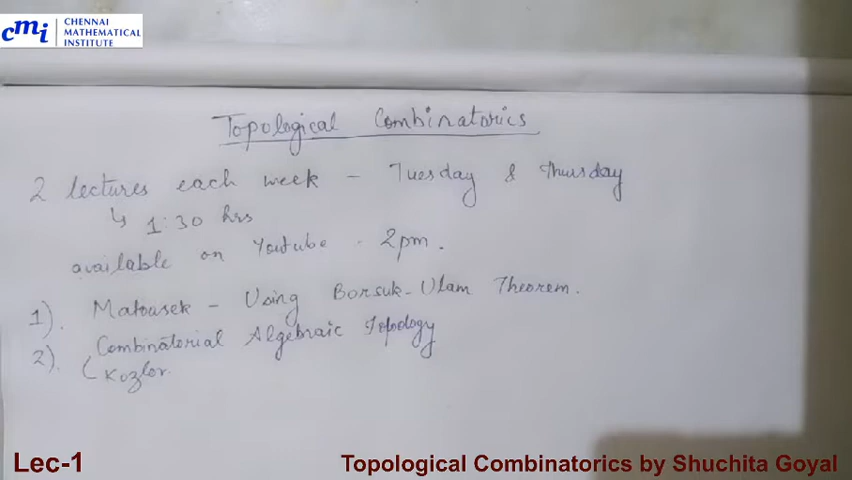 cmi
CHENNAI
MATHEMATICAL
INSTITUTE
Topological Combinatorics
2 lectures each week - Tuesday & Thursday
↳ 1:30 hrs
available on Youtube - 2pm.
1). Matousek - Using Borsuk-Ulam Theorem.
2). Combinatorial Algebraic Topology
( Kozlov.
Lec-1
Topological Combinatorics by Shuchita Goyal